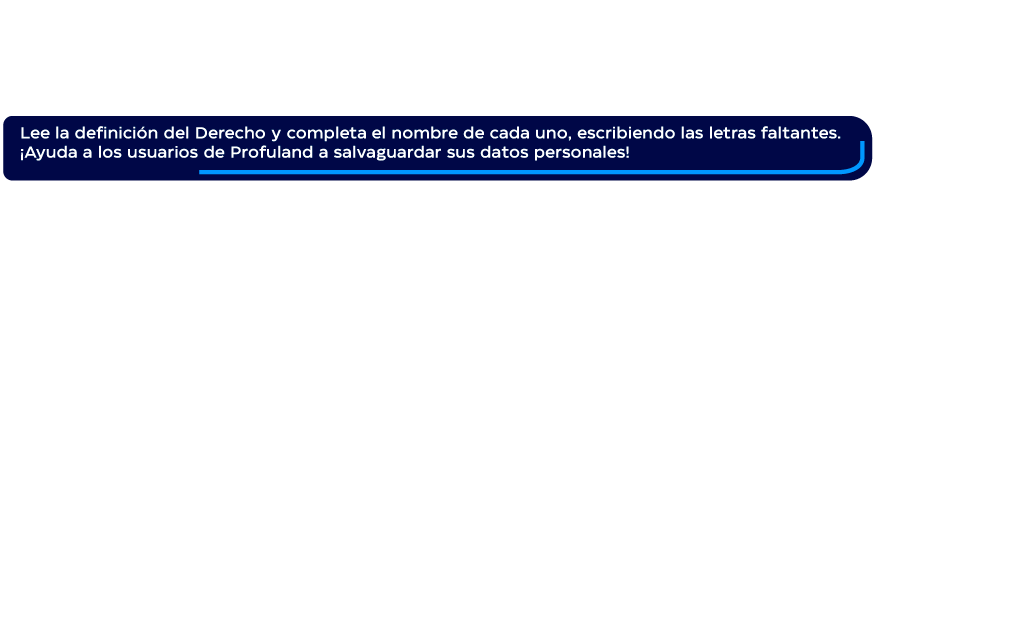 Lee la definición del Derecho y completa el nombre de cada uno, escribiendo las letras faltantes.
¡Ayuda a los usuarios de Profuland a salvaguardar sus datos personales!